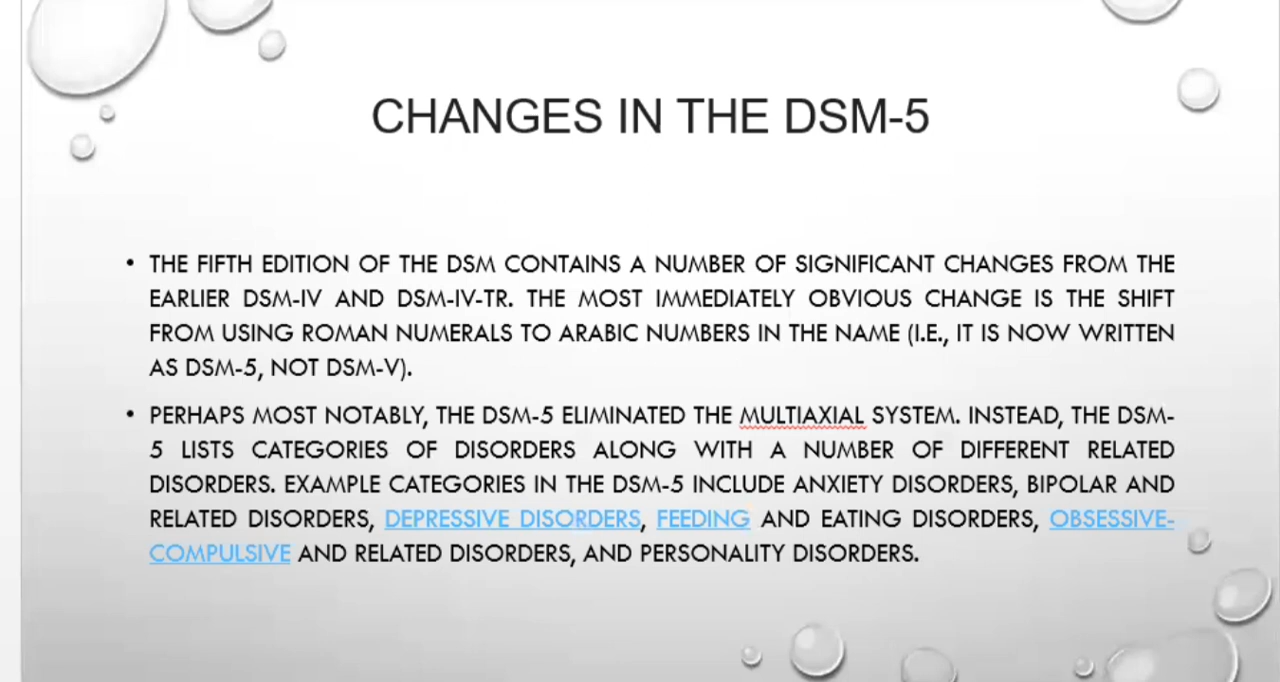 CHANGES IN THE DSM-5
• THE FIFTH EDITION OF THE DSM CONTAINS A NUMBER OF SIGNIFICANT CHANGES FROM THE
EARLIER DSM-IV AND DSM-IV-TR. THE MOST IMMEDIATELY OBVIOUS CHANGE IS THE SHIFT
FROM USING ROMAN NUMERALS TO ARABIC NUMBERS IN THE NAME (I.E., IT IS NOW WRITTEN
AS DSM-5, NOT DSM-V).
• PERHAPS MOST NOTABLY, THE DSM-5 ELIMINATED THE MULTIAXIAL SYSTEM. INSTEAD, THE DSM-
5 LISTS CATEGORIES OF DISORDERS ALONG WITH A NUMBER OF DIFFERENT RELATED
DISORDERS. EXAMPLE CATEGORIES IN THE DSM-5 INCLUDE ANXIETY DISORDERS, BIPOLAR AND
RELATED DISORDERS, DEPRESSIVE DISORDERS, FEEDING AND EATING DISORDERS, OBSESSIVE-
COMPULSIVE AND RELATED DISORDERS, AND PERSONALITY DISORDERS.